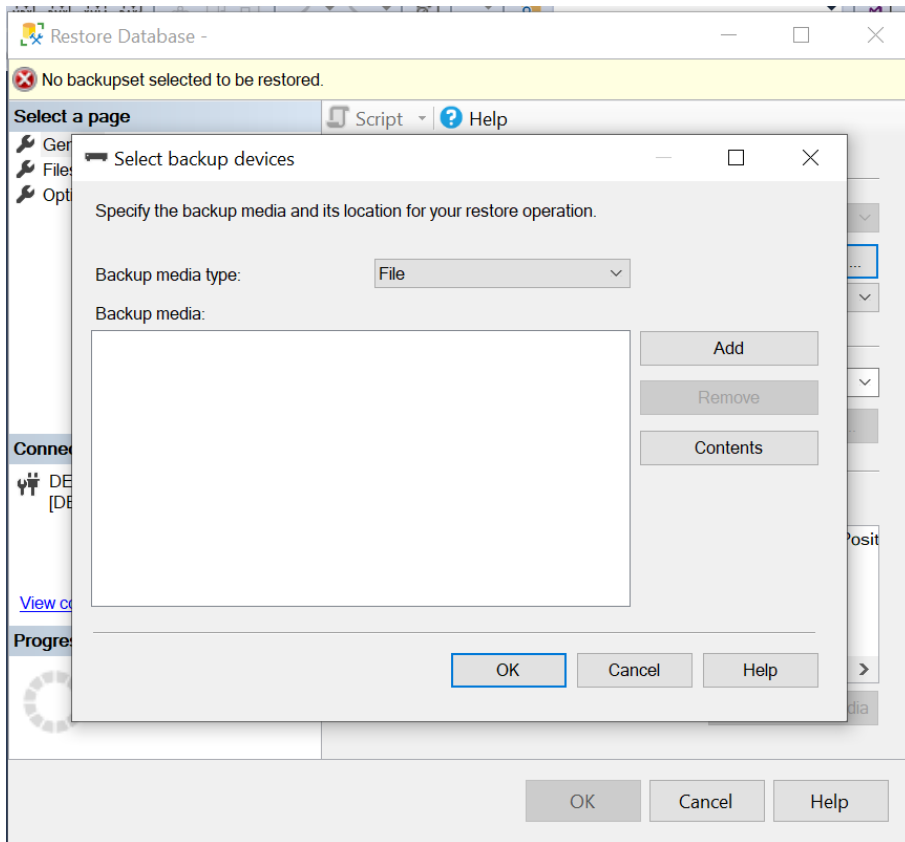 Restore Database -
No backupset selected to be restored.
Select a page
Script
Help
Select backup devices
Specify the backup media and its location for your restore operation.
Backup media type:
File
Backup media:
Add
Remove
Contents
OK
Cancel
Help
OK
Cancel
Help